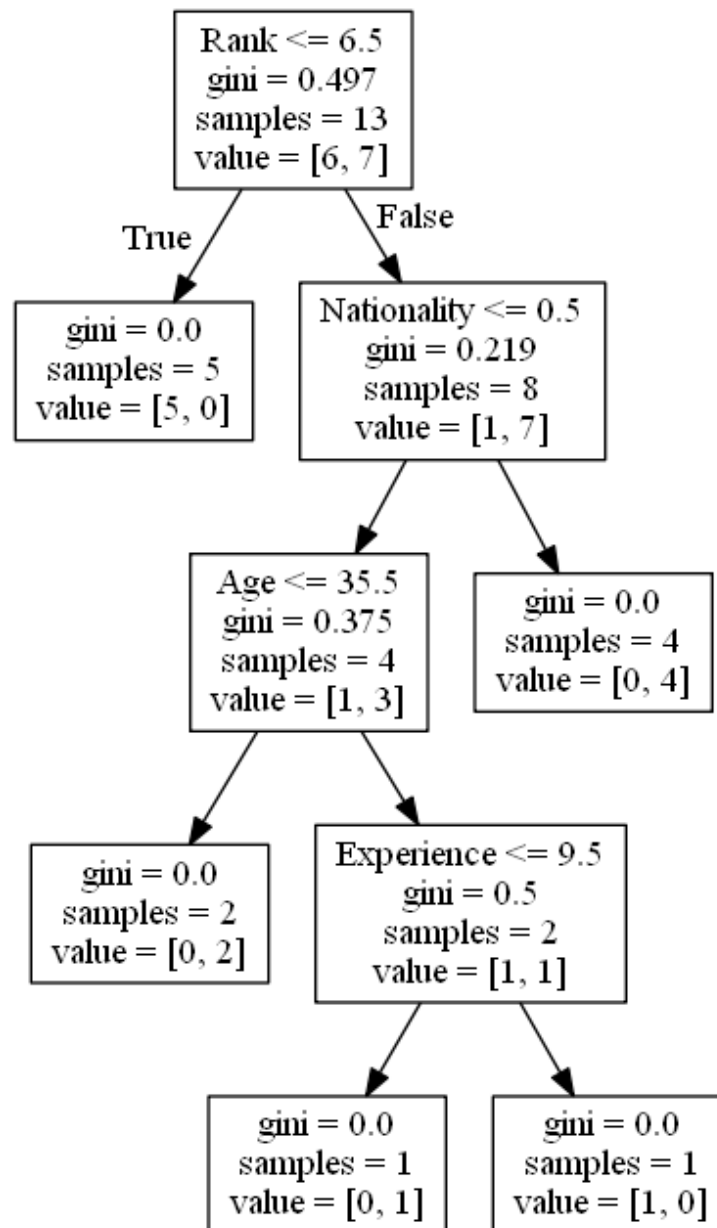 Rank <= 6.5
gini = 0.497
samples = 13
value = [6, 7]
True
False
gini = 0.0
samples = 5
value = [5, 0]
Nationality <= 0.5
gini = 0.219
samples = 8
value = [1, 7]
Age <= 35.5
gini = 0.375
samples = 4
value = [1, 3]
gini = 0.0
samples = 4
value = [0, 4]
gini = 0.0
samples = 2
value = [0, 2]
Experience <= 9.5
gini = 0.5
samples = 2
value = [1, 1]
gini = 0.0
samples = 1
value = [0, 1]
gini = 0.0
samples = 1
value = [1, 0]